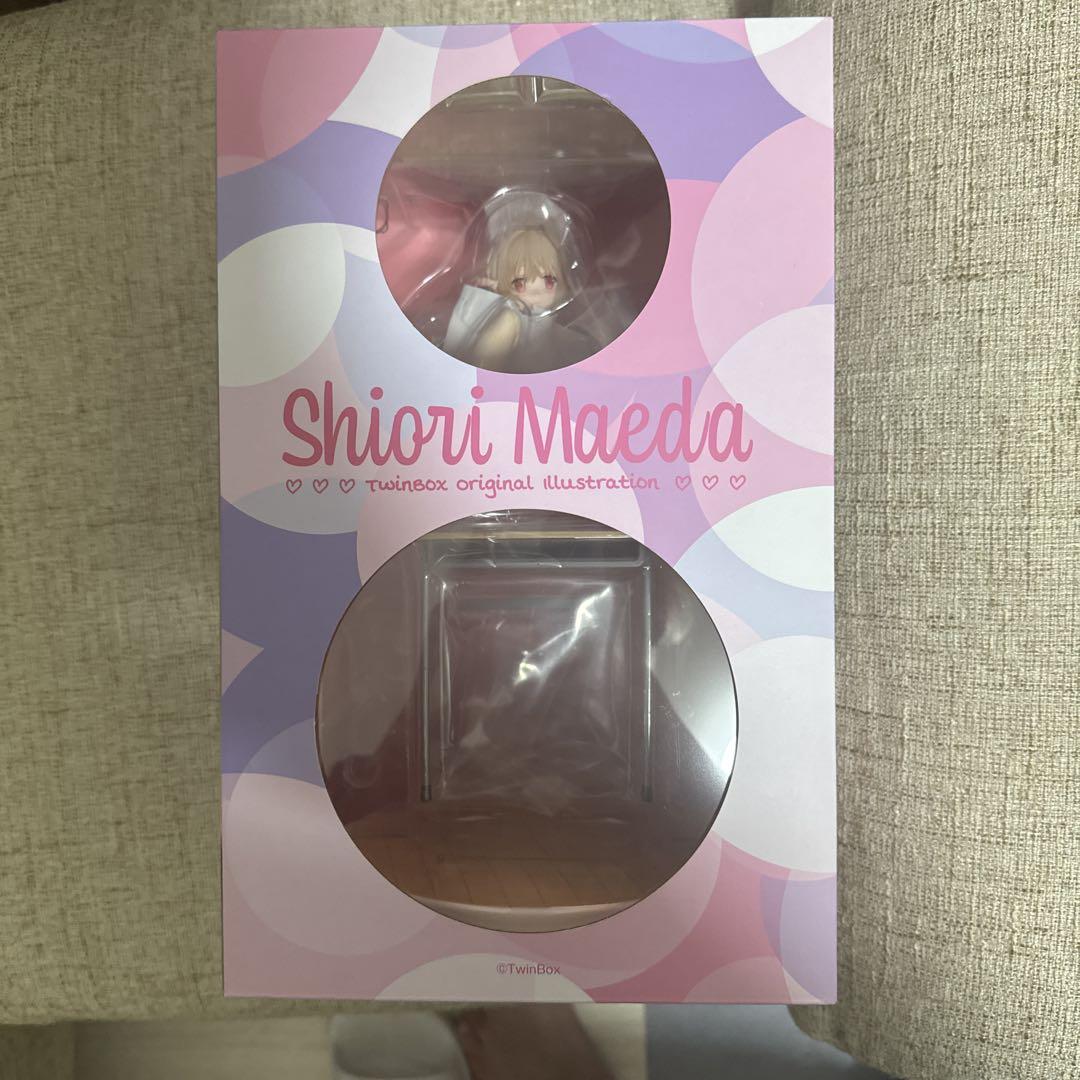 Shiori Maeda
♡ ♡ ♡ TwinBox original illustration ♡ ♡ ♡
©TwinBox